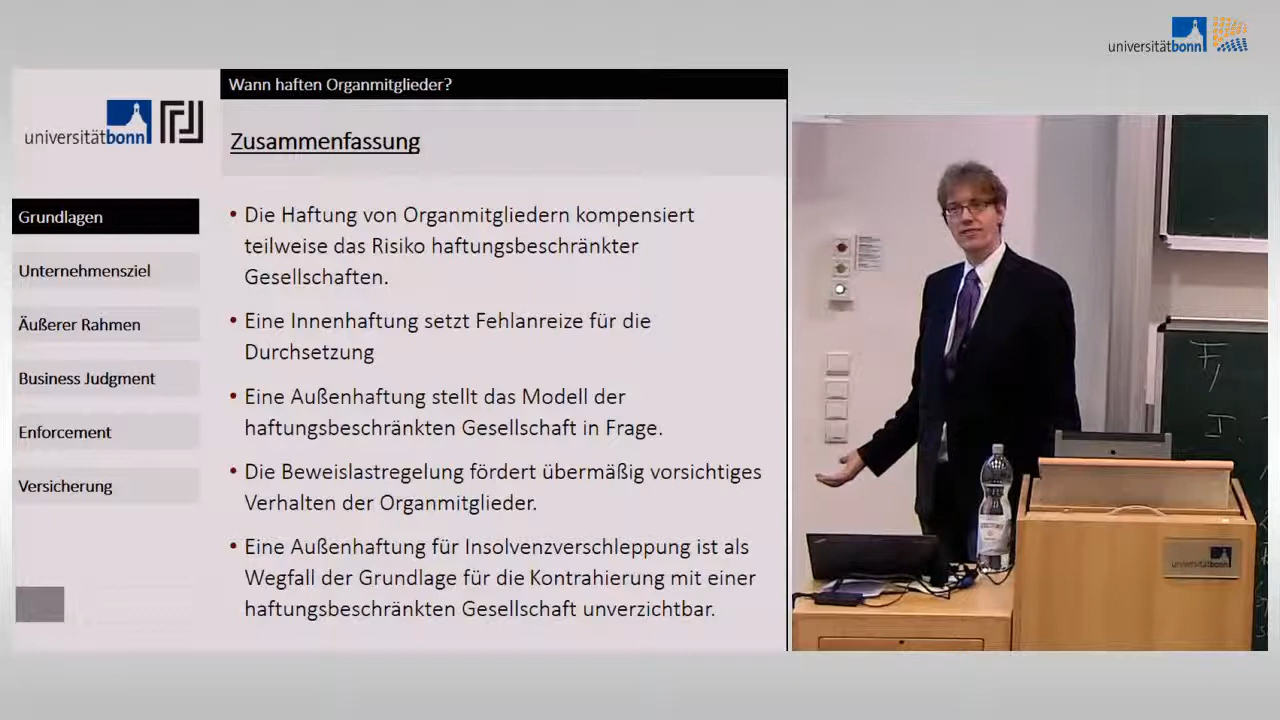 universitätbonn
Wann haften Organmitglieder?
universitätbonn
Zusammenfassung
Grundlagen
Unternehmensziel
Äußerer Rahmen
Business Judgment
Enforcement
Versicherung
• Die Haftung von Organmitgliedern kompensiert
teilweise das Risiko haftungsbeschränkter
Gesellschaften.
• Eine Innenhaftung setzt Fehlanreize für die
Durchsetzung
• Eine Außenhaftung stellt das Modell der
haftungsbeschränkten Gesellschaft in Frage.
• Die Beweislastregelung fördert übermäßig vorsichtiges
Verhalten der Organmitglieder.
• Eine Außenhaftung für Insolvenzverschleppung ist als
Wegfall der Grundlage für die Kontrahierung mit einer
haftungsbeschränkten Gesellschaft unverzichtbar.
universitätbonn